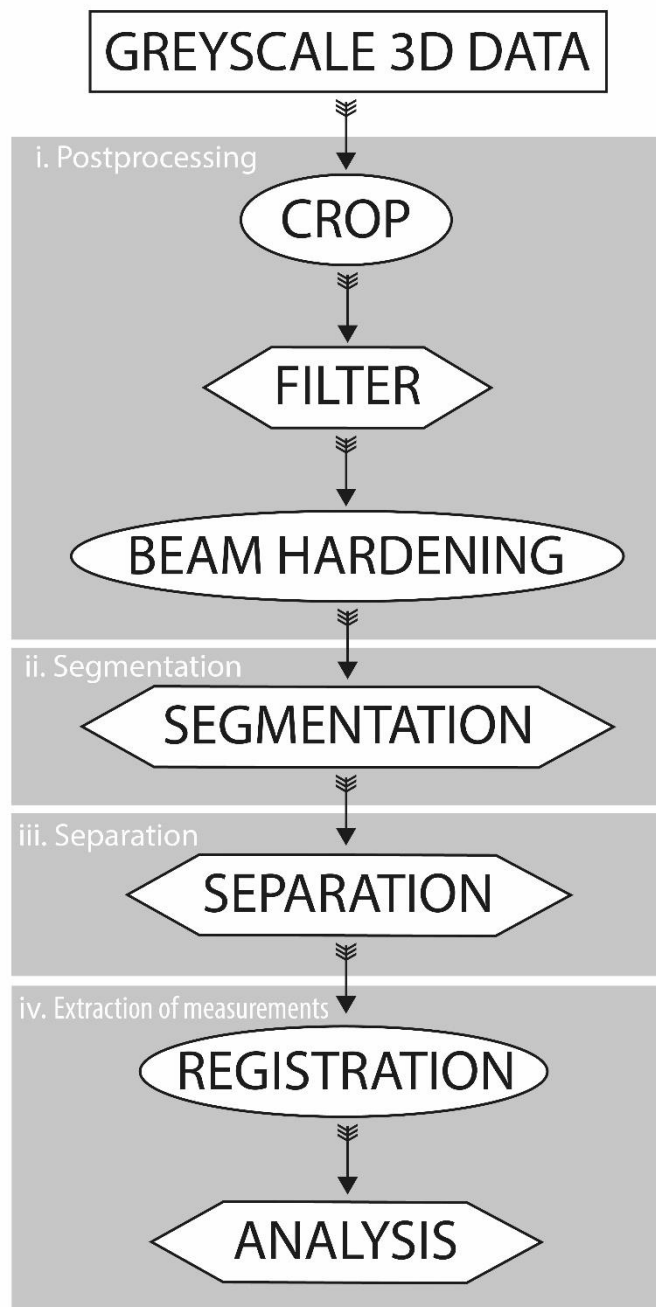 GREYSCALE 3D DATA
i. Postprocessing
CROP
FILTER
BEAM HARDENING
ii. Segmentation
SEGMENTATION
iii. Separation
SEPARATION
iv. Extraction of measurements
REGISTRATION
ANALYSIS